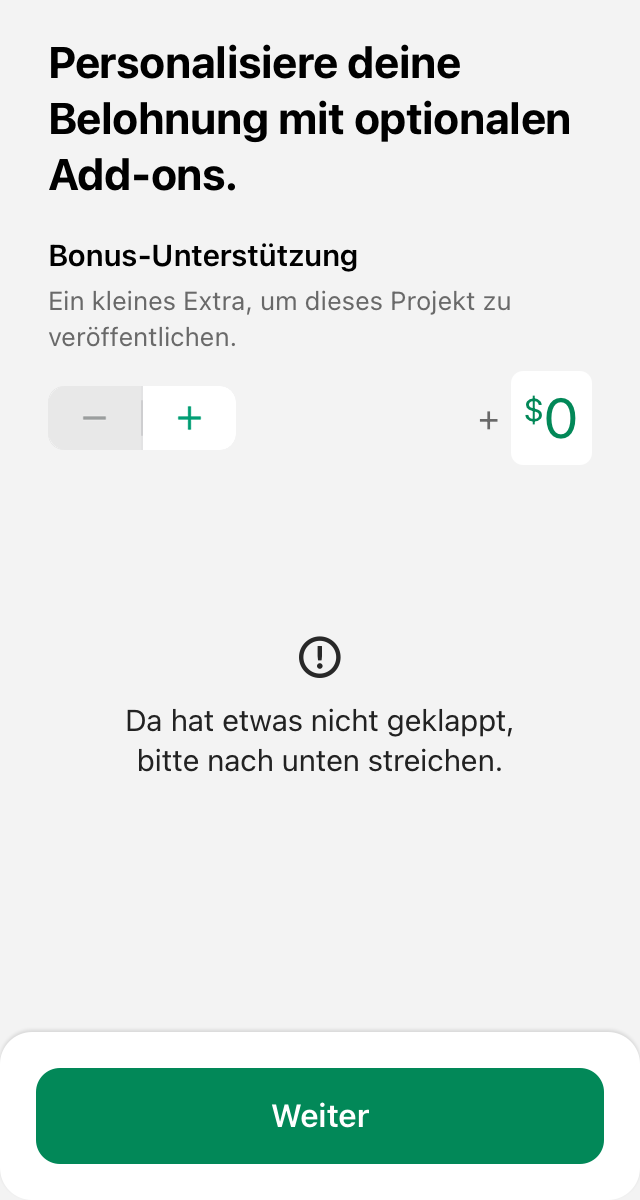 Personalisiere deine
Belohnung mit optionalen
Add-ons.
Bonus-Unterstützung
Ein kleines Extra, um dieses Projekt zu
veröffentlichen.
− + + $0
Da hat etwas nicht geklappt,
bitte nach unten streichen.
Weiter